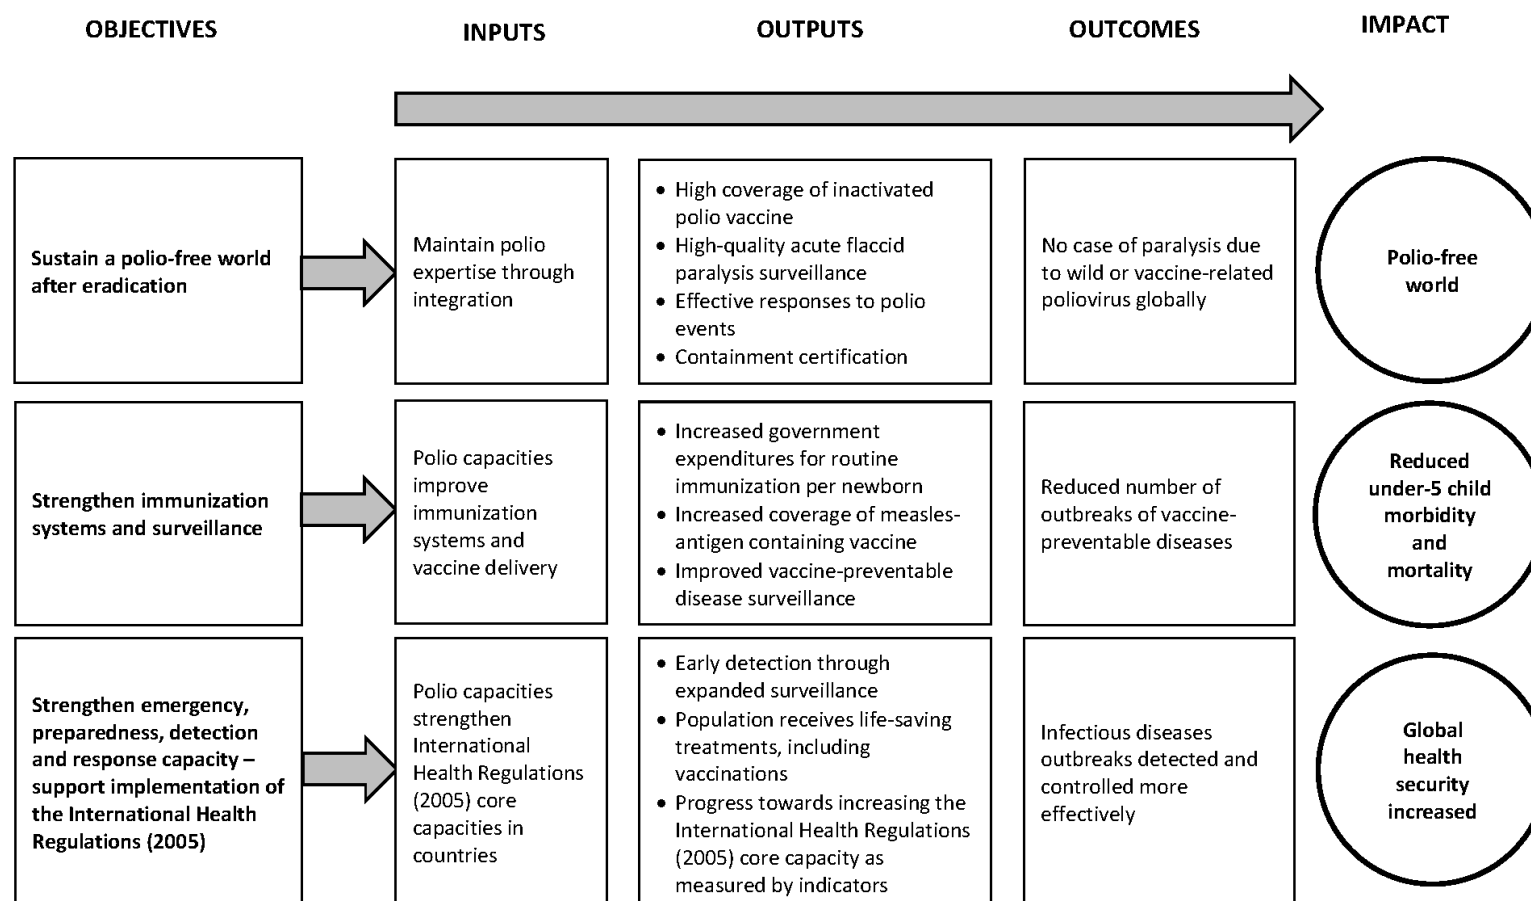 OBJECTIVES
INPUTS
OUTPUTS
OUTCOMES
IMPACT
Sustain a polio-free world
after eradication
Maintain polio
expertise through
integration
• High coverage of inactivated
polio vaccine
• High-quality acute flaccid
paralysis surveillance
• Effective responses to polio
events
• Containment certification
No case of paralysis due
to wild or vaccine-related
poliovirus globally
Polio-free
world
Strengthen immunization
systems and surveillance
Polio capacities
improve
immunization
systems and
vaccine delivery
• Increased government
expenditures for routine
immunization per newborn
• Increased coverage of measles-
antigen containing vaccine
• Improved vaccine-preventable
disease surveillance
Reduced number of
outbreaks of vaccine-
preventable diseases
Reduced
under-5 child
morbidity
and
mortality
Strengthen emergency,
preparedness, detection
and response capacity –
support implementation of
the International Health
Regulations (2005)
Polio capacities
strengthen
International
Health Regulations
(2005) core
capacities in
countries
• Early detection through
expanded surveillance
• Population receives life-saving
treatments, including
vaccinations
• Progress towards increasing the
International Health Regulations
(2005) core capacity as
measured by indicators
Infectious diseases
outbreaks detected and
controlled more
effectively
Global
health
security
increased